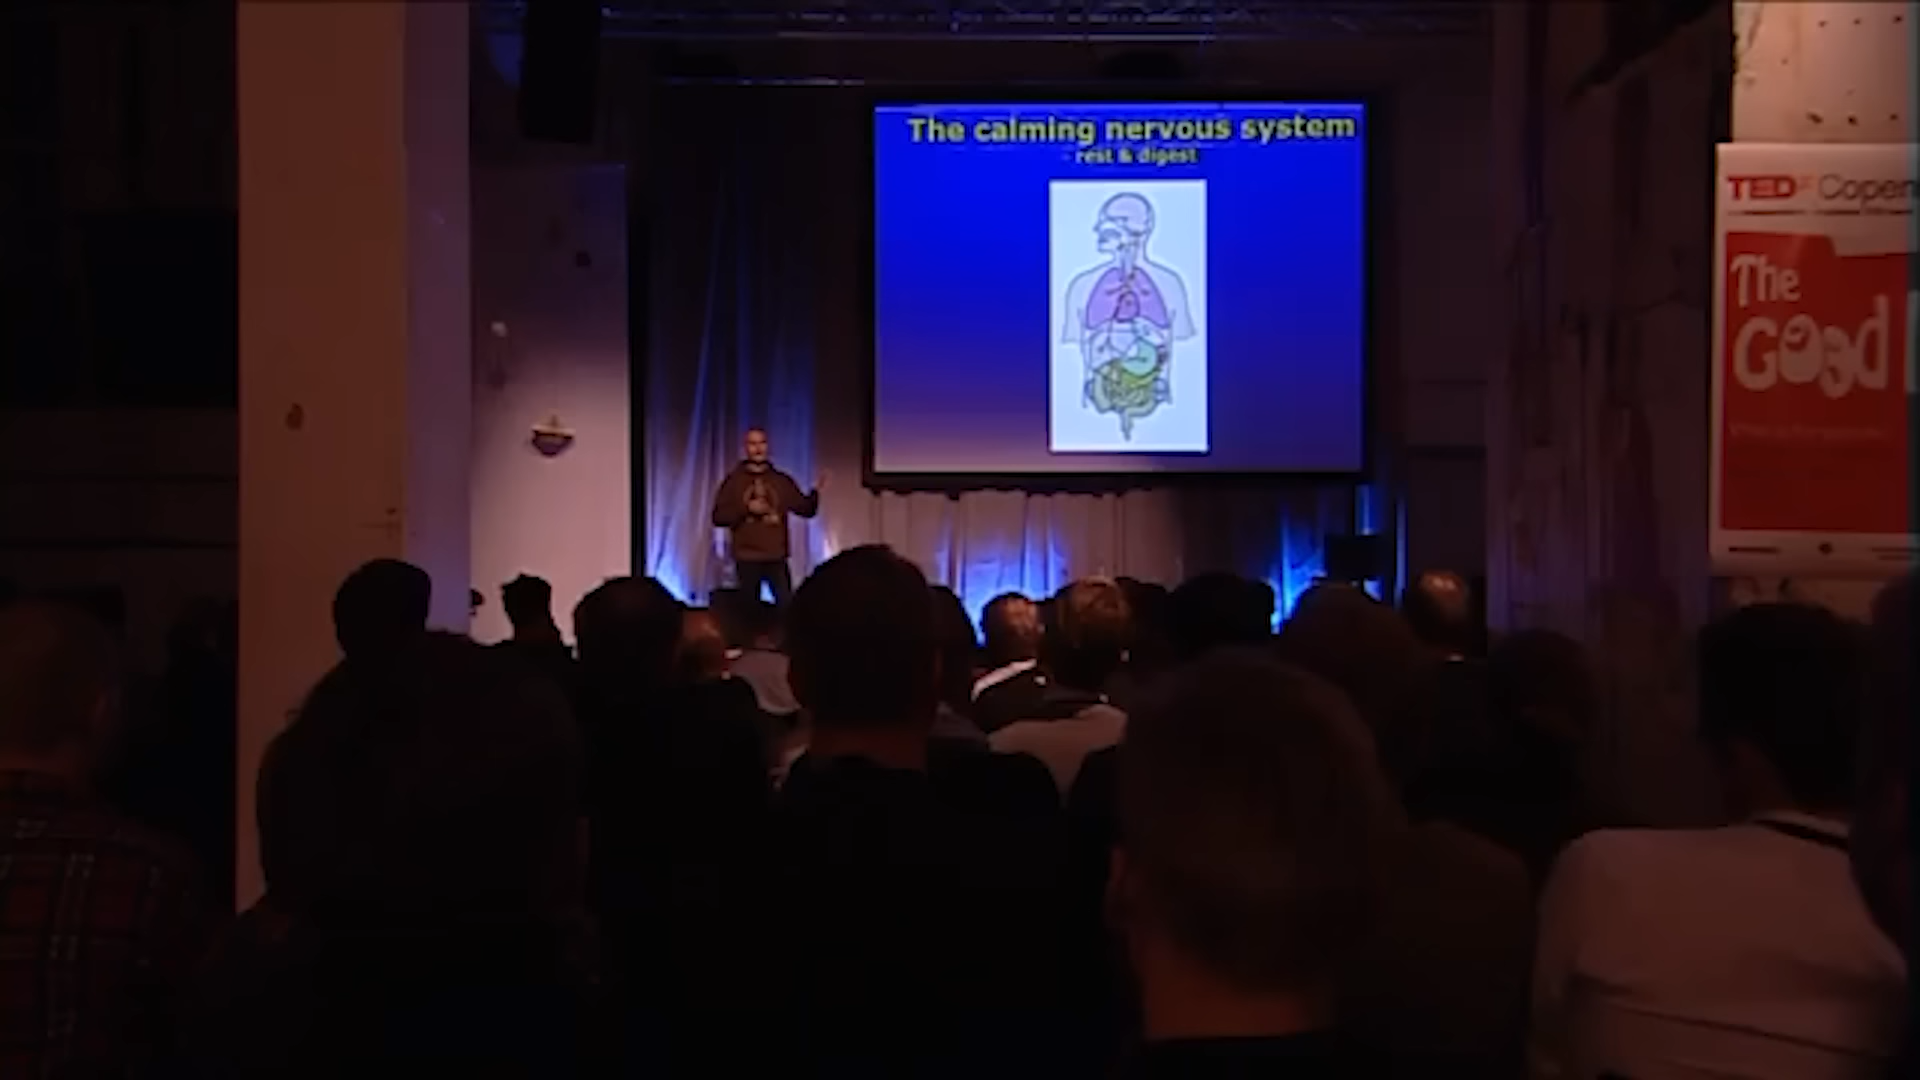 The calming nervous system
- rest & digest
TEDx Copen
The
Good